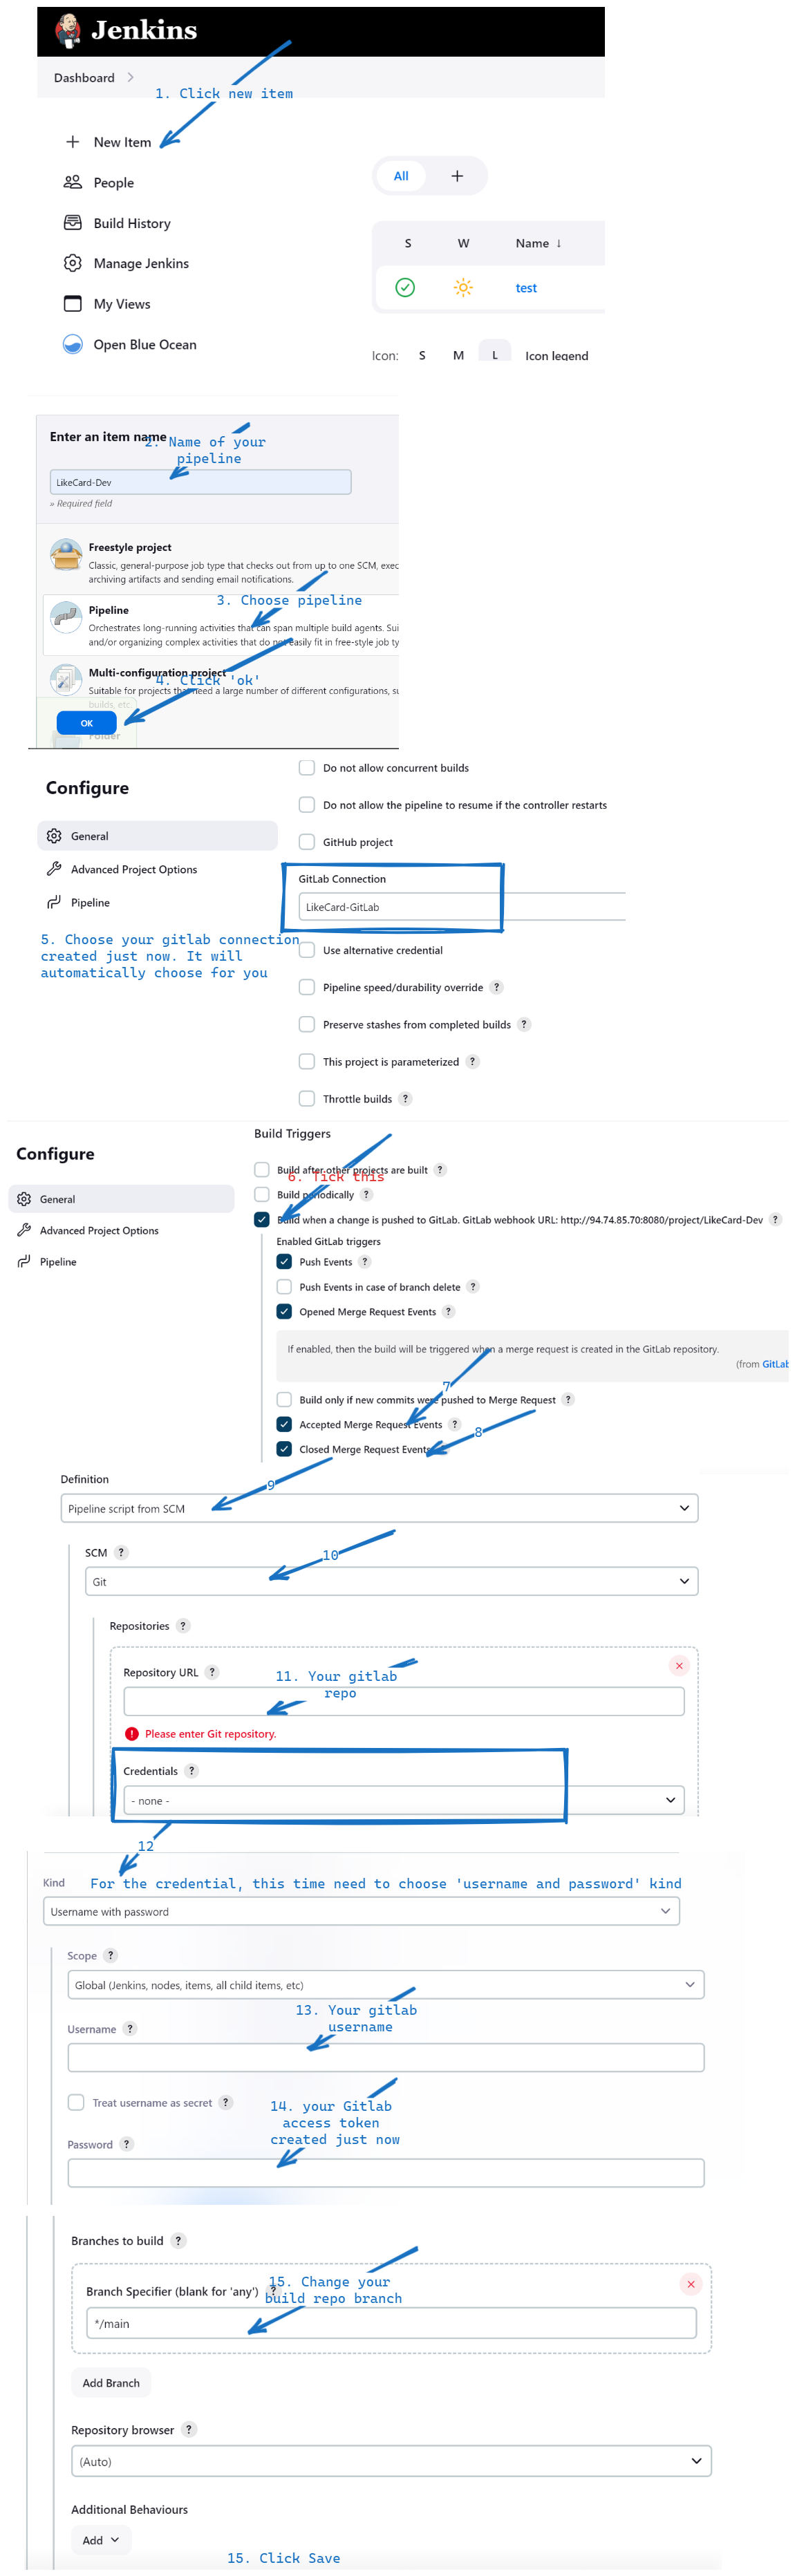 Jenkins
Dashboard
1. Click new item
New Item
People
Build History
Manage Jenkins
My Views
Open Blue Ocean
All
S W Name ↓
test
Icon: S M L Icon legend
Enter an item name
2. Name of your
pipeline
LikeCard-Dev
» Required field
Freestyle project
Classic, general-purpose job type that checks out from up to one SCM, exec
archiving artifacts and sending email notifications.
3. Choose pipeline
Pipeline
Orchestrates long-running activities that can span multiple build agents. Sui
and/or organizing complex activities that do not easily fit in free-style job ty
Multi-configuration project
4. Click 'ok'
Suitable for projects that need a large number of different configurations, su
builds, etc.
OK
Folder
Configure
General
Advanced Project Options
Pipeline
5. Choose your gitlab connection
created just now. It will
automatically choose for you
Do not allow concurrent builds
Do not allow the pipeline to resume if the controller restarts
GitHub project
GitLab Connection
LikeCard-GitLab
Use alternative credential
Pipeline speed/durability override ?
Preserve stashes from completed builds ?
This project is parameterized ?
Throttle builds ?
Configure
General
Advanced Project Options
Pipeline
Build Triggers
Build after other projects are built ?
6. Tick this
Build periodically ?
Build when a change is pushed to GitLab. GitLab webhook URL: http://94.74.85.70:8080/project/LikeCard-Dev ?
Enabled GitLab triggers
Push Events ?
Push Events in case of branch delete ?
Opened Merge Request Events ?
If enabled, then the build will be triggered when a merge request is created in the GitLab repository.
(from GitLab
7
Build only if new commits were pushed to Merge Request ?
Accepted Merge Request Events ?
8
Closed Merge Request Events
Definition
9
Pipeline script from SCM
SCM ?
10
Git
Repositories ?
Repository URL ?
11. Your gitlab
repo
Please enter Git repository.
Credentials ?
- none -
12
Kind
For the credential, this time need to choose 'username and password' kind
Username with password
Scope ?
Global (Jenkins, nodes, items, all child items, etc)
13. Your gitlab
username
Username ?
Treat username as secret ?
14. your Gitlab
access token
created just now
Password ?
Branches to build ?
15. Change your
build repo branch
Branch Specifier (blank for 'any') ?
*/main
Add Branch
Repository browser ?
(Auto)
Additional Behaviours
Add
15. Click Save